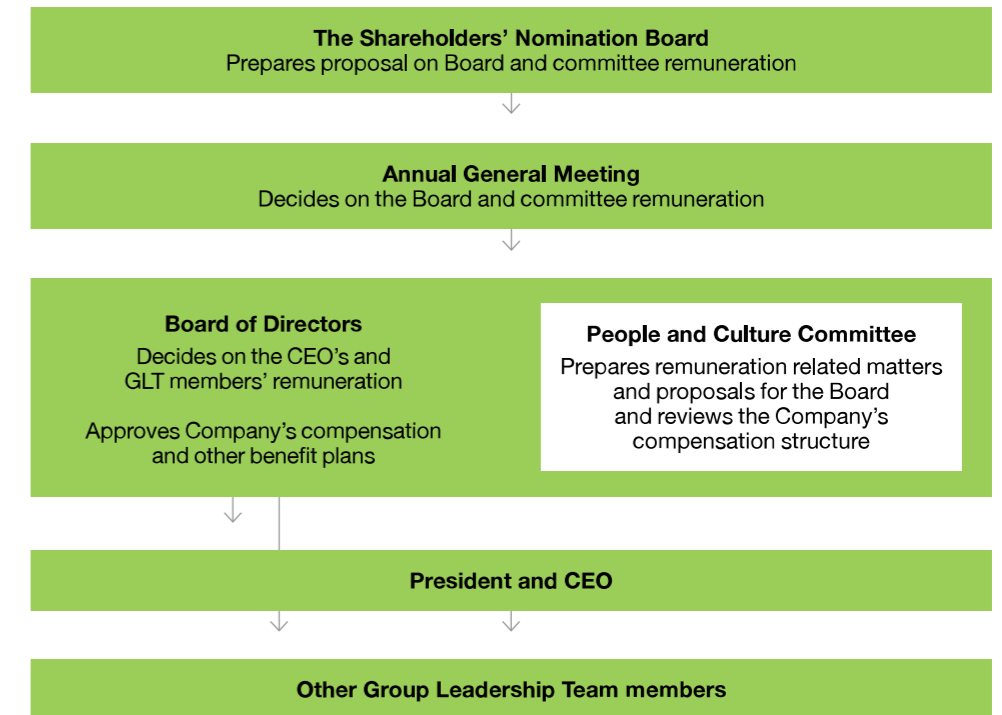 The Shareholders’ Nomination Board
Prepares proposal on Board and committee remuneration
Annual General Meeting
Decides on the Board and committee remuneration
Board of Directors
Decides on the CEO’s and
GLT members’ remuneration
Approves Company’s compensation
and other benefit plans
People and Culture Committee
Prepares remuneration related matters
and proposals for the Board
and reviews the Company’s
compensation structure
President and CEO
Other Group Leadership Team members